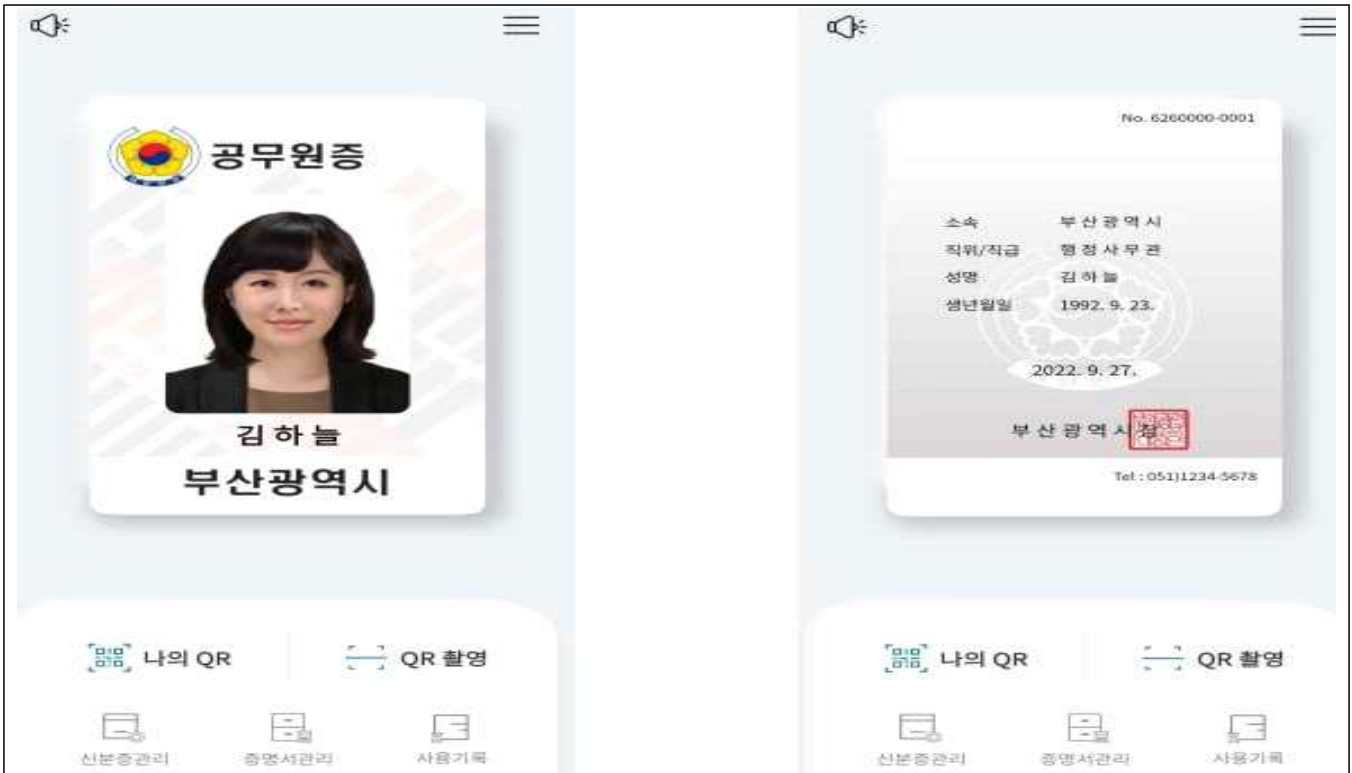 공무원증
김하늘
부산광역시
나의 QR
QR 촬영
신분증관리
증명서관리
사용기록
No. 6260000-0001
소속 부산광역시
직위/직급 행정사무관
성명 김하늘
생년월일 1992. 9. 23.
2022. 9. 27.
부산광역시장
Tel : 051)1234-5678
나의 QR
QR 촬영
신분증관리
증명서관리
사용기록